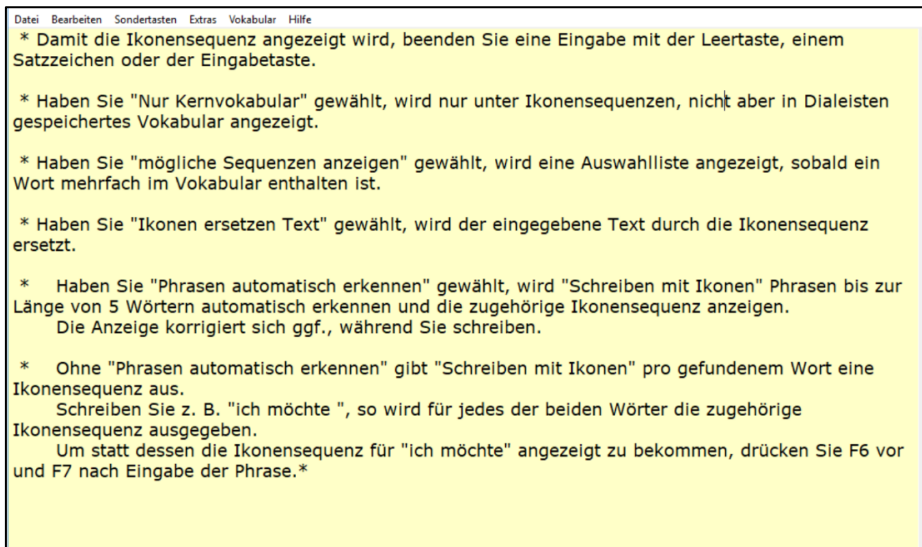 Datei Bearbeiten Sondertasten Extras Vokabular Hilfe
* Damit die Ikonensequenz angezeigt wird, beenden Sie eine Eingabe mit der Leertaste, einem
Satzzeichen oder der Eingabetaste.
* Haben Sie "Nur Kernvokabular" gewählt, wird nur unter Ikonensequenzen, nicht aber in Dialeisten
gespeichertes Vokabular angezeigt.
* Haben Sie "mögliche Sequenzen anzeigen" gewählt, wird eine Auswahlliste angezeigt, sobald ein
Wort mehrfach im Vokabular enthalten ist.
* Haben Sie "Ikonen ersetzen Text" gewählt, wird der eingegebene Text durch die Ikonensequenz
ersetzt.
* Haben Sie "Phrasen automatisch erkennen" gewählt, wird "Schreiben mit Ikonen" Phrasen bis zur
Länge von 5 Wörtern automatisch erkennen und die zugehörige Ikonensequenz anzeigen.
Die Anzeige korrigiert sich ggf., während Sie schreiben.
* Ohne "Phrasen automatisch erkennen" gibt "Schreiben mit Ikonen" pro gefundenem Wort eine
Ikonensequenz aus.
Schreiben Sie z. B. "ich möchte ", so wird für jedes der beiden Wörter die zugehörige
Ikonensequenz ausgegeben.
Um statt dessen die Ikonensequenz für "ich möchte" angezeigt zu bekommen, drücken Sie F6 vor
und F7 nach Eingabe der Phrase.*